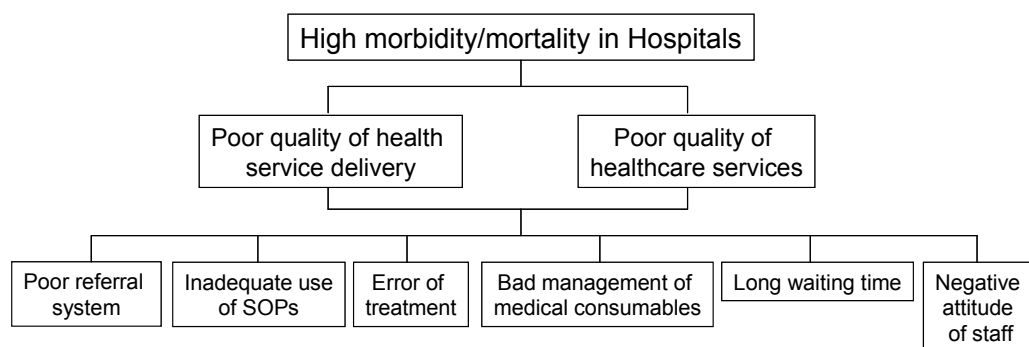 High morbidity/mortality in Hospitals
Poor quality of health
service delivery
Poor quality of
healthcare services
Poor referral
system
Inadequate use
of SOPs
Error of
treatment
Bad management of
medical consumables
Long waiting time
Negative
attitude
of staff